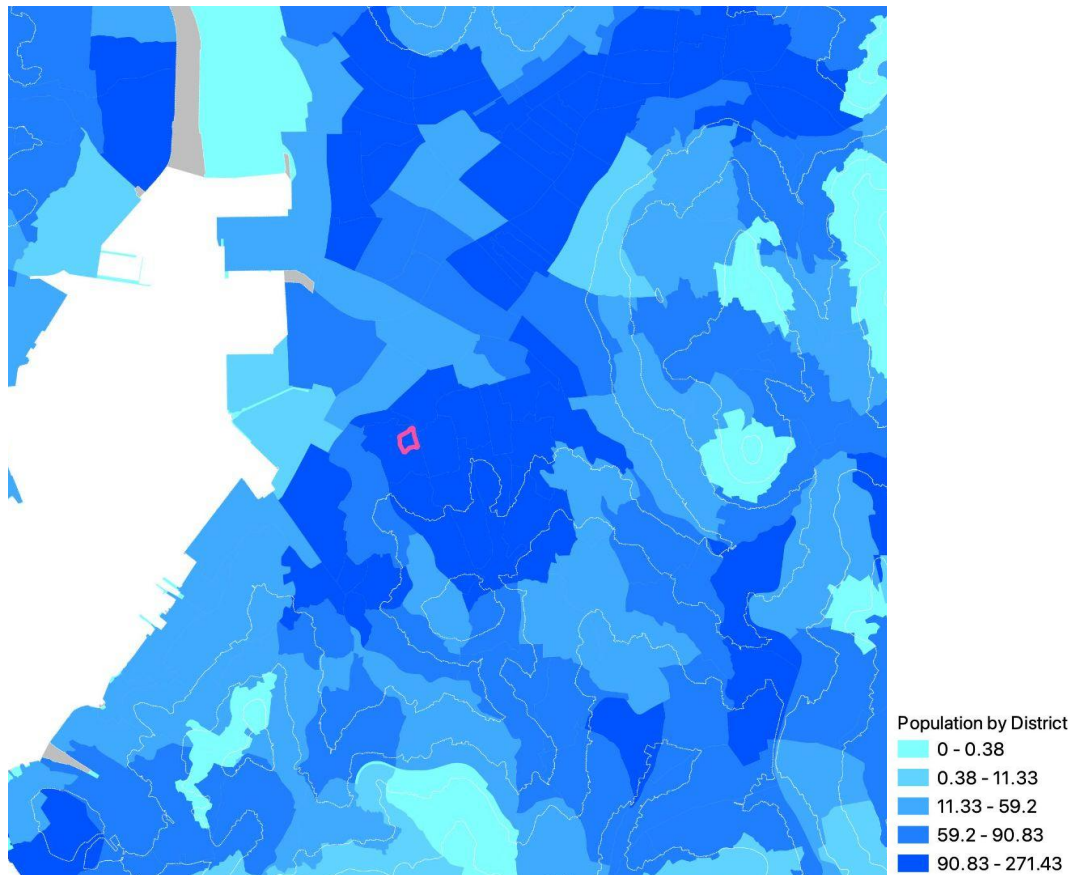 Population by District
0 - 0.38
0.38 - 11.33
11.33 - 59.2
59.2 - 90.83
90.83 - 271.43